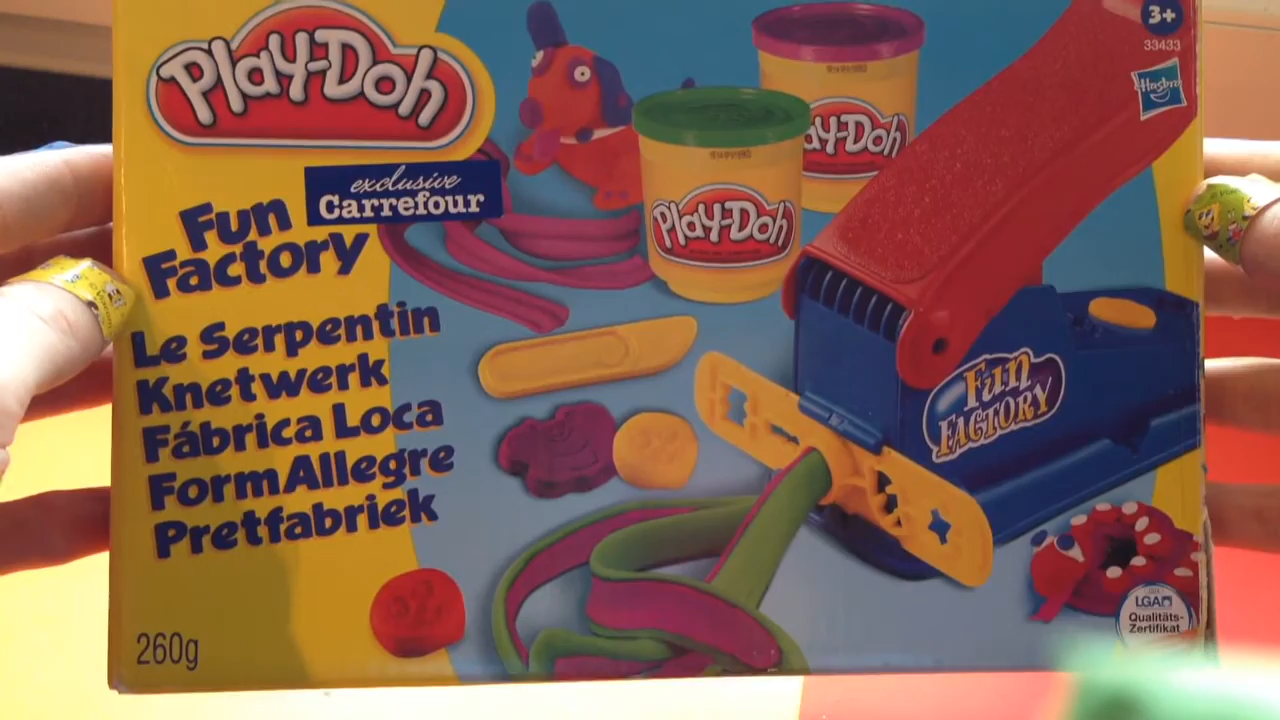 Play-Doh
exclusive
Carrefour
Fun
Factory
Le Serpentin
Knetwerk
Fábrica Loca
FormAllegre
Pretfabriek
260g
Play-Doh
ay-Doh
Fun
Factory
3+
33433
Hasbro
LGA
Qualitäts-
Zertifikat